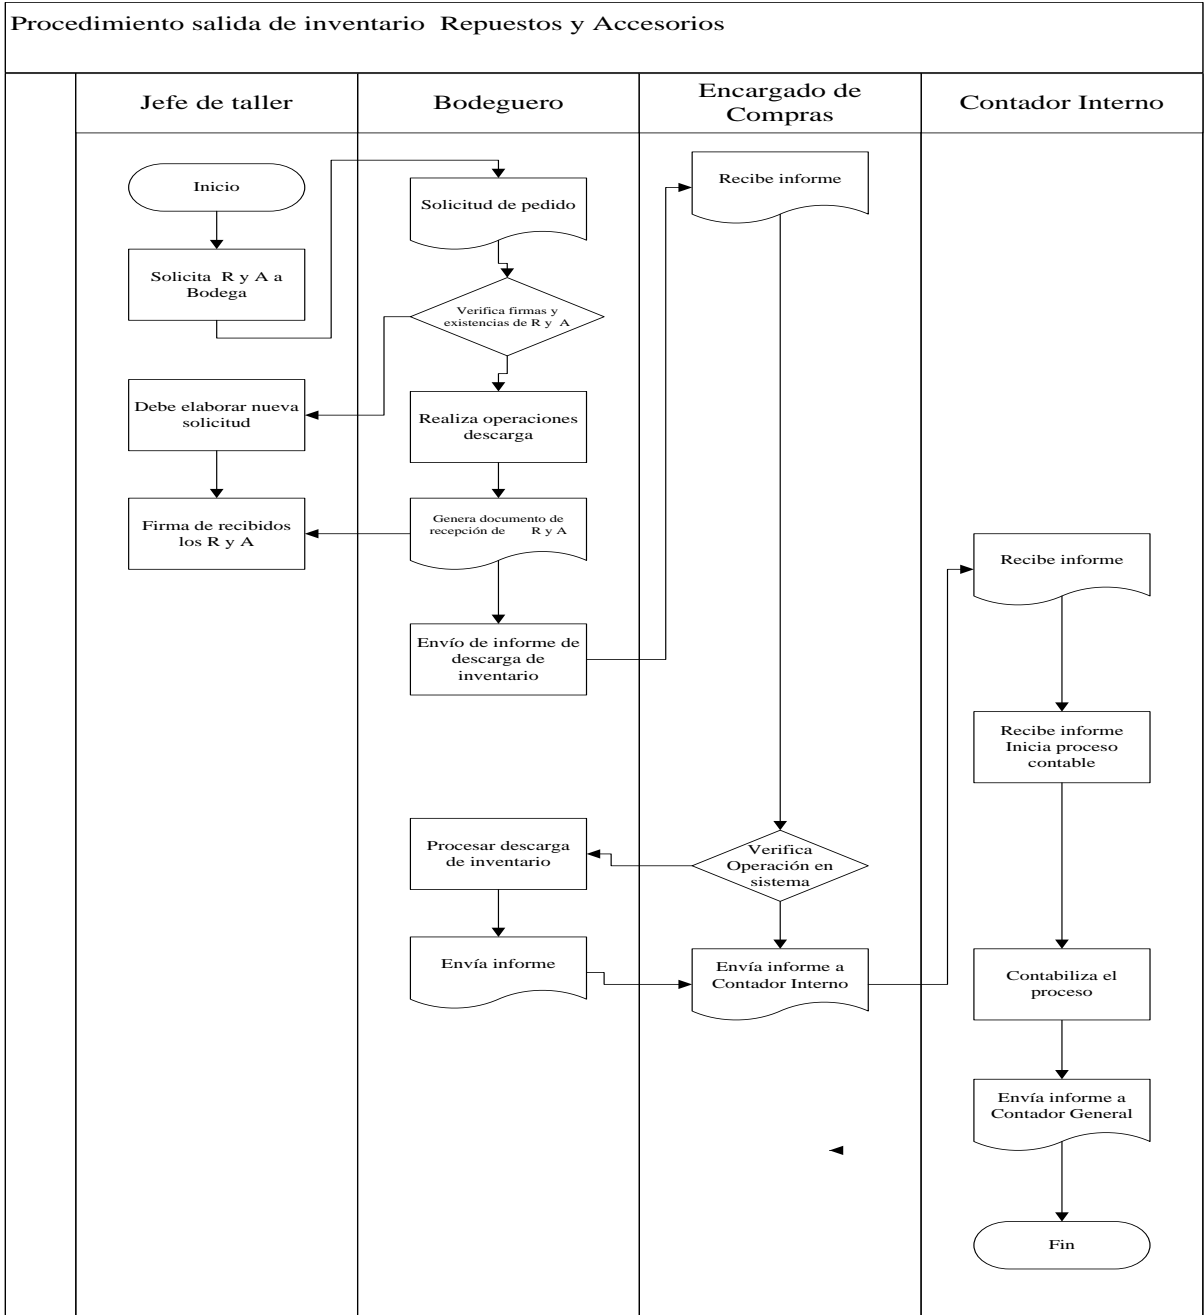 Procedimiento salida de inventario  Repuestos y Accesorios
Jefe de taller
Bodeguero
Encargado de
Compras
Contador Interno
Inicio
Solicita  R y A a
Bodega
Debe elaborar nueva
solicitud
Firma de recibidos
los R y A
Solicitud de pedido
Verifica firmas y
existencias de R y  A
Realiza operaciones
descarga
Genera documento de
recepción de      R y A
Envío de informe de
descarga de
inventario
Procesar descarga
de inventario
Envía informe
Recibe informe
Verifica
Operación en
sistema
Envía informe a
Contador Interno
Recibe informe
Recibe informe
Inicia proceso
contable
Contabiliza el
proceso
Envía informe a
Contador General
Fin